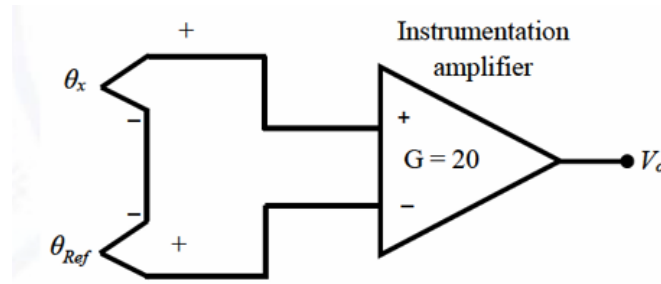 +
Instrumentation
amplifier
θx
−
+
G = 20
Vo
−
−
θRef
+